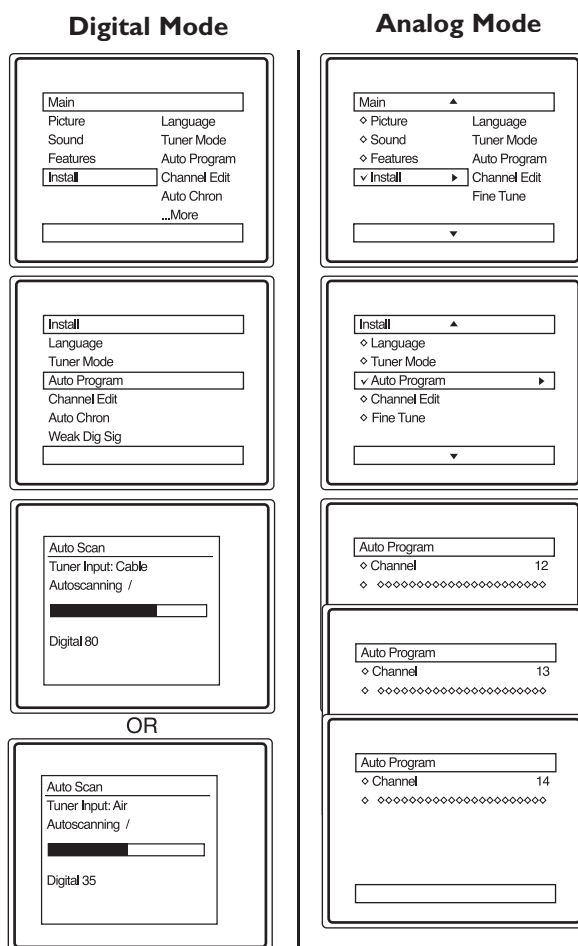 Digital Mode
Main
Picture Language
Sound Tuner Mode
Features Auto Program
Install Channel Edit
Auto Chron
...More
Install
Language
Tuner Mode
Auto Program
Channel Edit
Auto Chron
Weak Dig Sig
Auto Scan
Tuner Input: Cable
Autoscanning /
Digital 80
OR
Auto Scan
Tuner Input: Air
Autoscanning /
Digital 35
Analog Mode
Main
Picture Language
Sound Tuner Mode
Features Auto Program
Install Channel Edit
Fine Tune
Install
Language
Tuner Mode
Auto Program
Channel Edit
Fine Tune
Auto Program
Channel 12
Auto Program
Channel 13
Auto Program
Channel 14